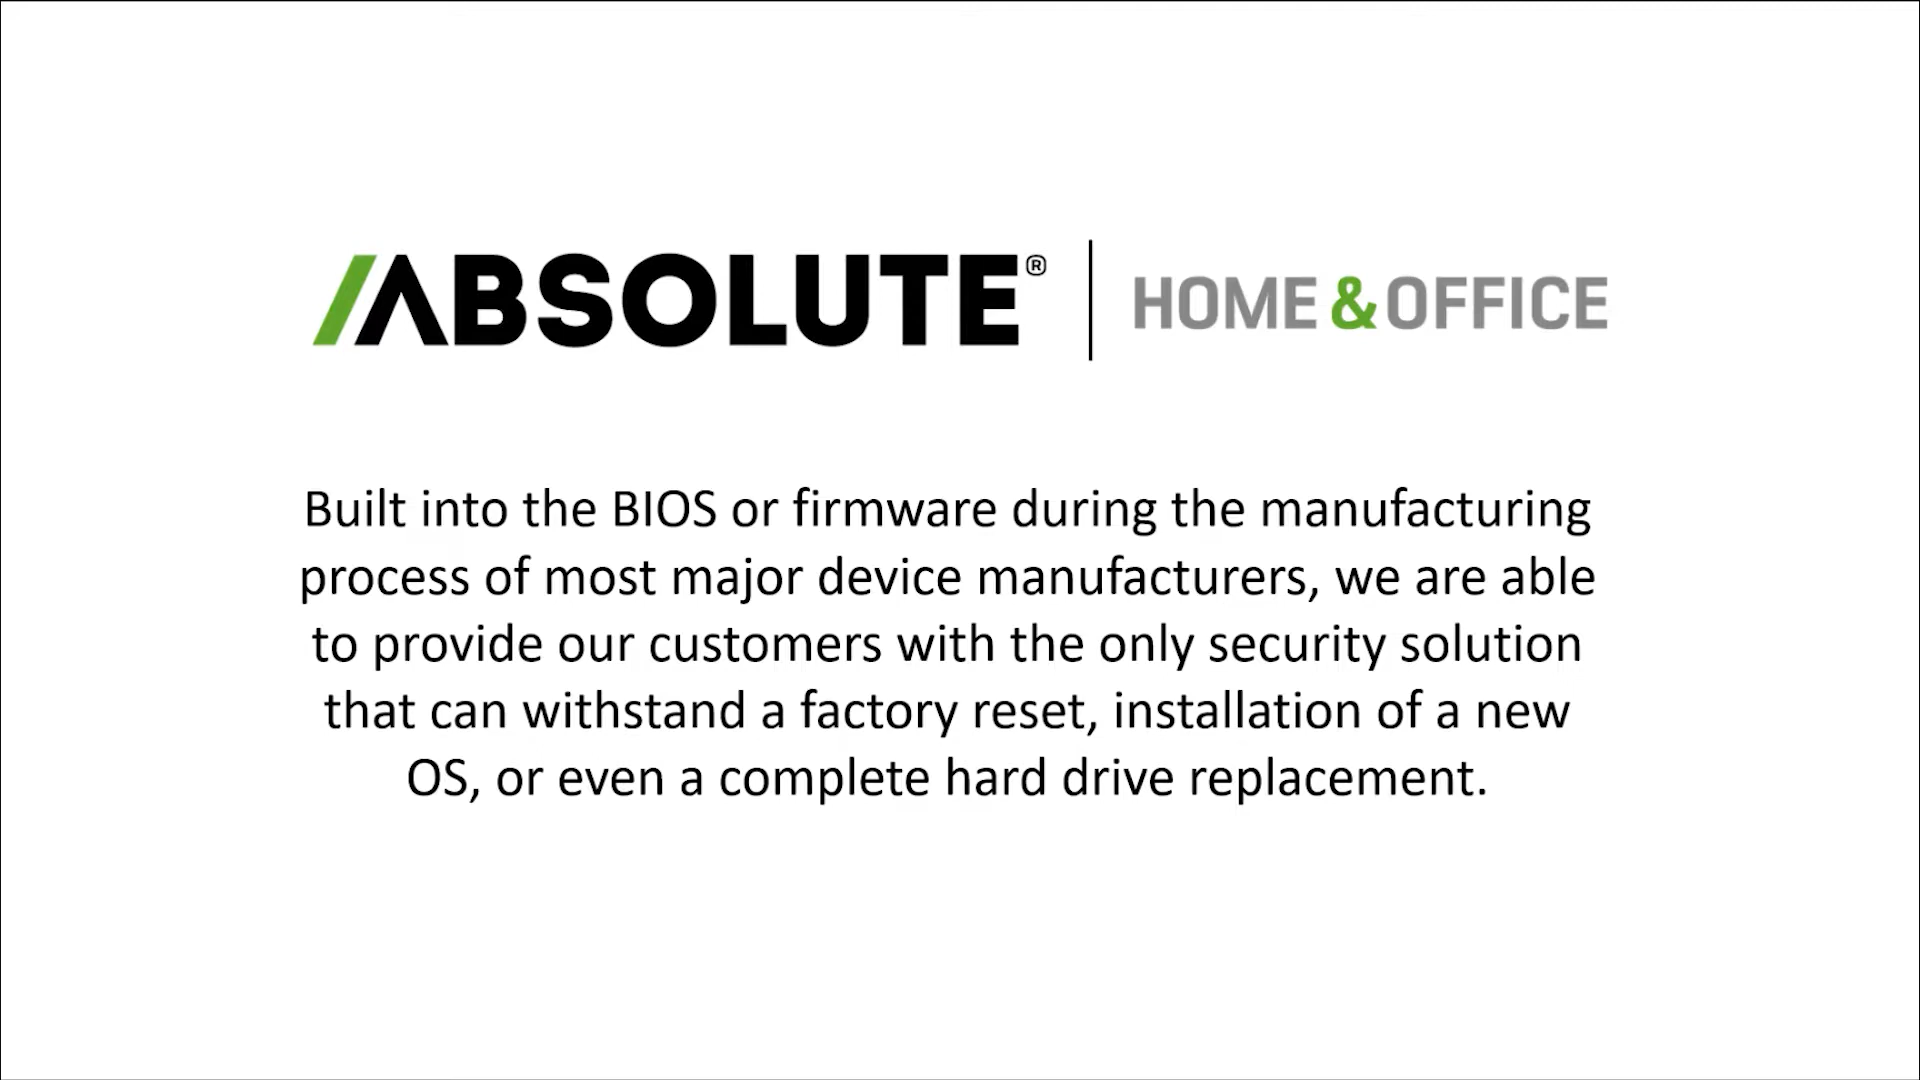 ABSOLUTE® | HOME & OFFICE
Built into the BIOS or firmware during the manufacturing
process of most major device manufacturers, we are able
to provide our customers with the only security solution
that can withstand a factory reset, installation of a new
OS, or even a complete hard drive replacement.